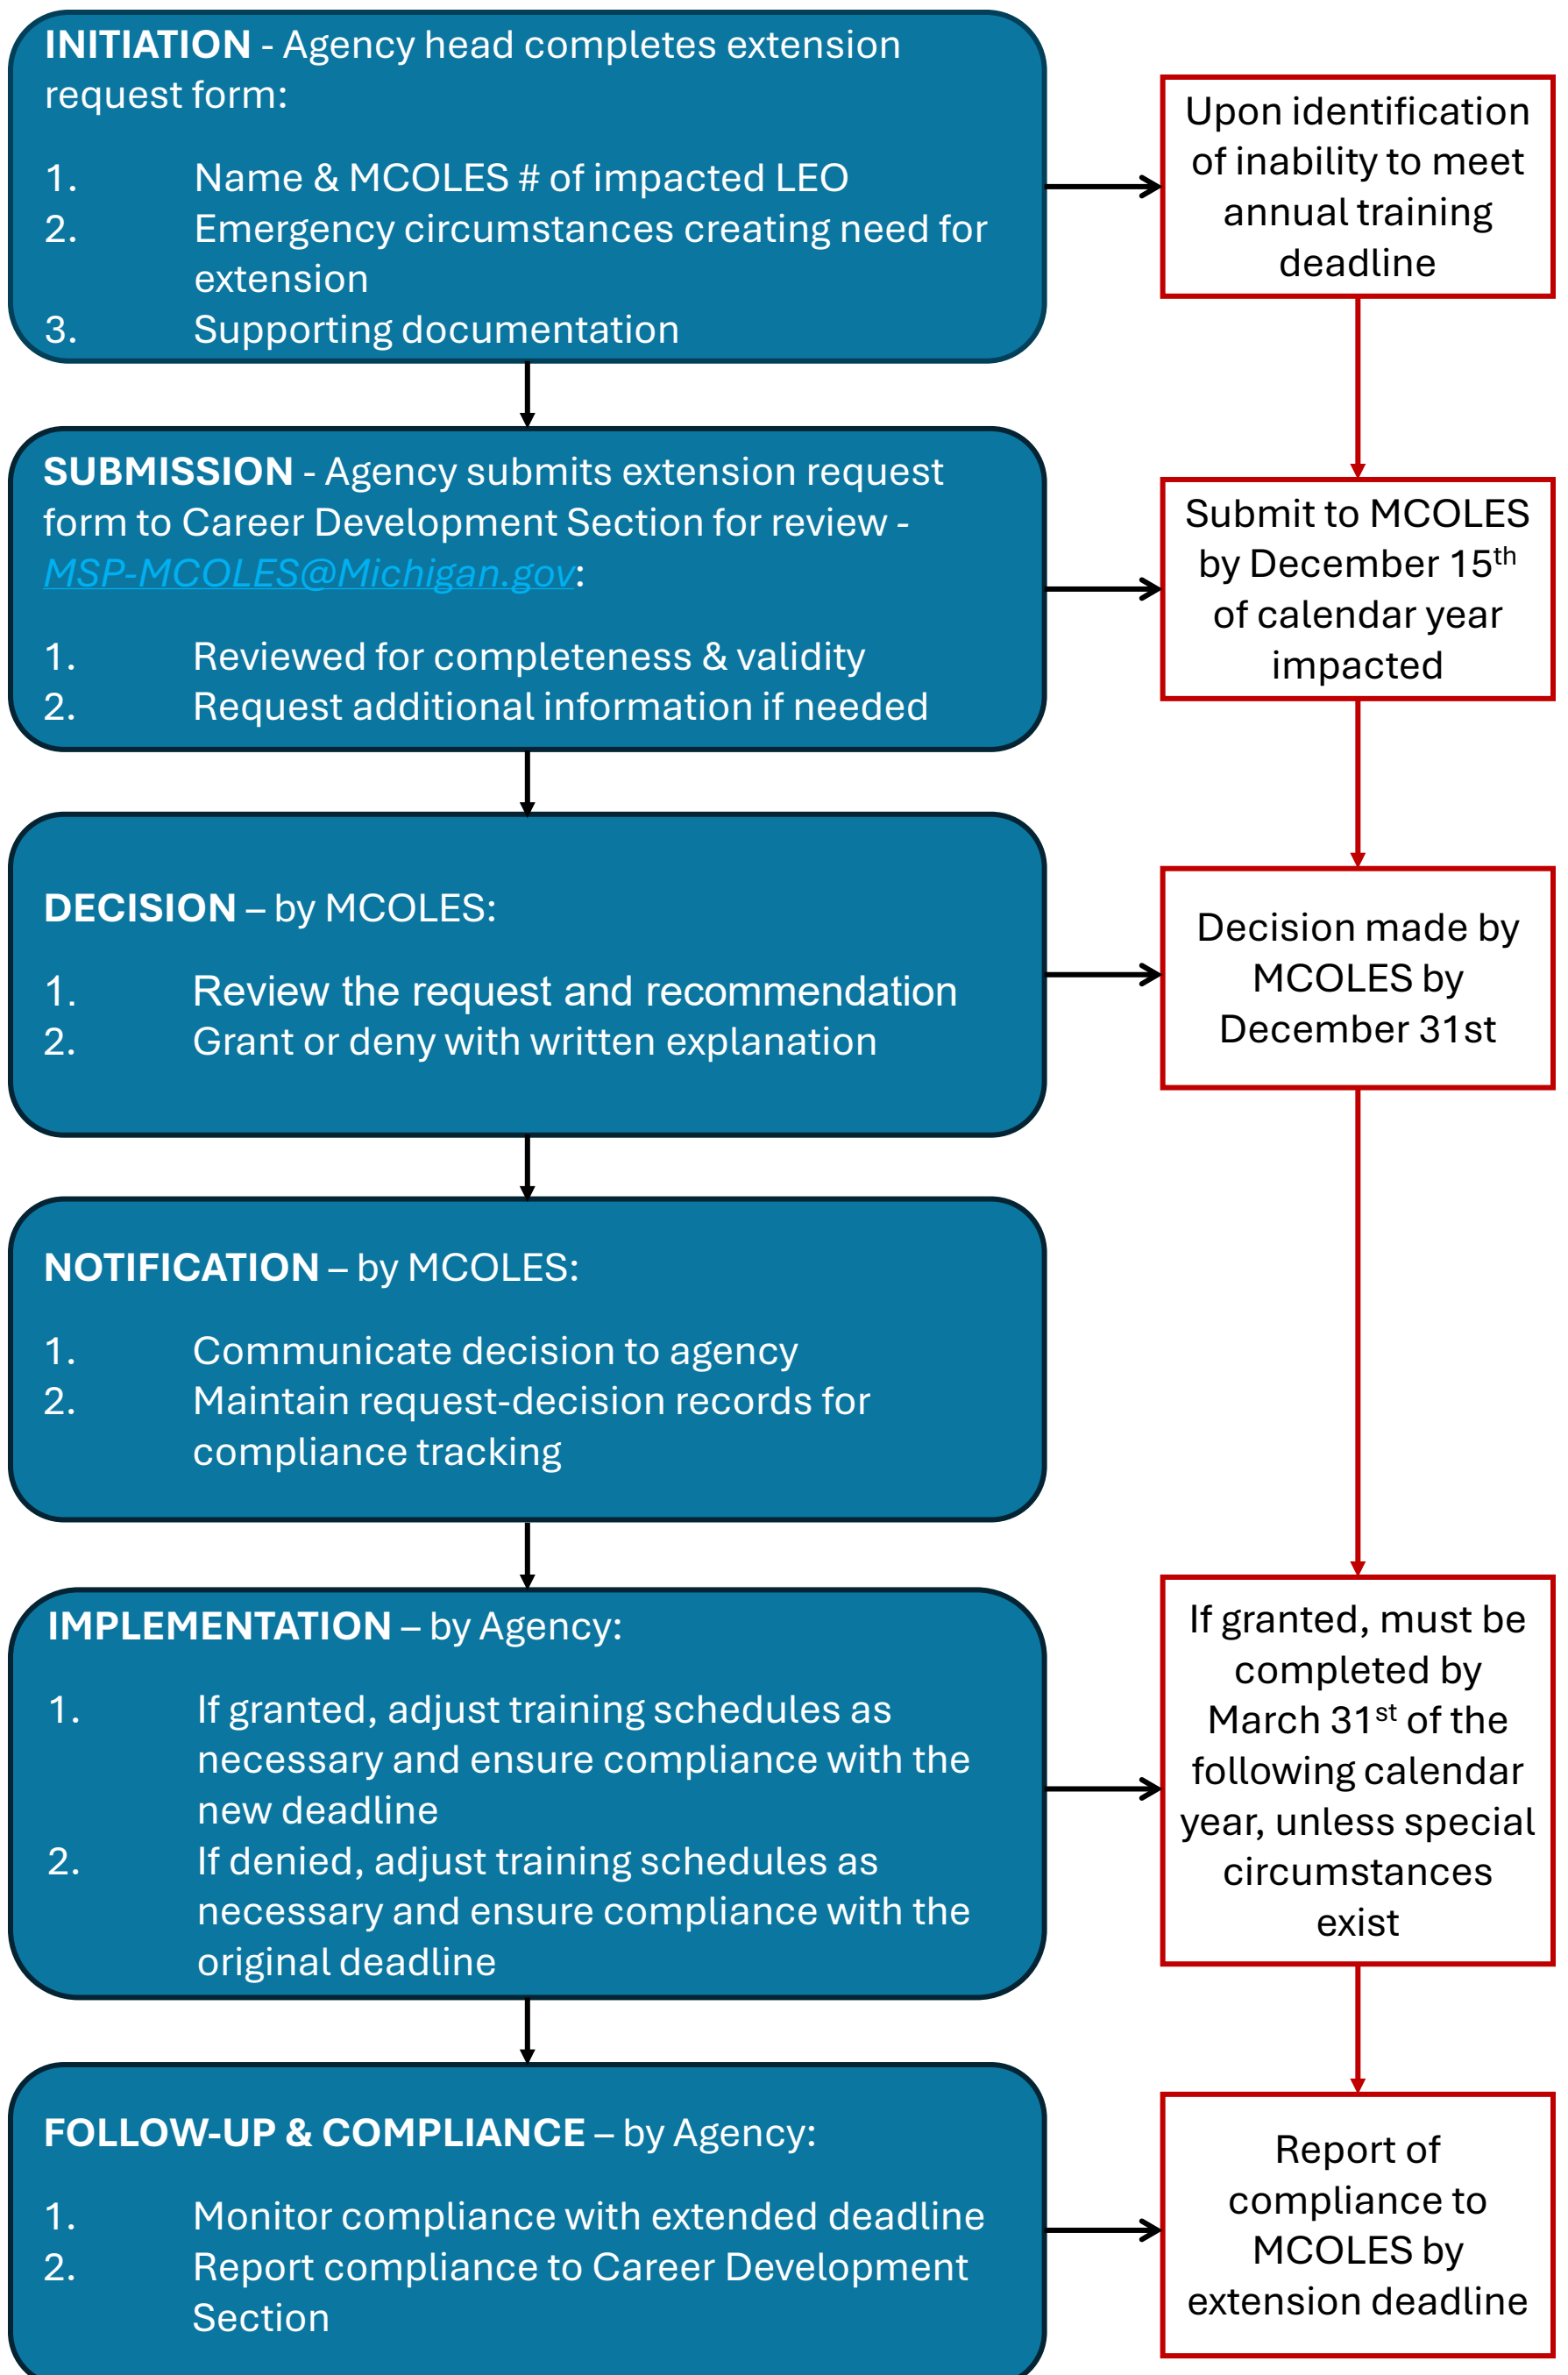 INITIATION - Agency head completes extension
request form:
1. Name & MCOLES # of impacted LEO
2. Emergency circumstances creating need for
extension
3. Supporting documentation
Upon identification
of inability to meet
annual training
deadline
SUBMISSION - Agency submits extension request
form to Career Development Section for review -
MSP-MCOLES@Michigan.gov:
1. Reviewed for completeness & validity
2. Request additional information if needed
Submit to MCOLES
by December 15th
of calendar year
impacted
DECISION – by MCOLES:
1. Review the request and recommendation
2. Grant or deny with written explanation
Decision made by
MCOLES by
December 31st
NOTIFICATION – by MCOLES:
1. Communicate decision to agency
2. Maintain request-decision records for
compliance tracking
IMPLEMENTATION – by Agency:
1. If granted, adjust training schedules as
necessary and ensure compliance with the
new deadline
2. If denied, adjust training schedules as
necessary and ensure compliance with the
original deadline
If granted, must be
completed by
March 31st of the
following calendar
year, unless special
circumstances
exist
FOLLOW-UP & COMPLIANCE – by Agency:
1. Monitor compliance with extended deadline
2. Report compliance to Career Development
Section
Report of
compliance to
MCOLES by
extension deadline